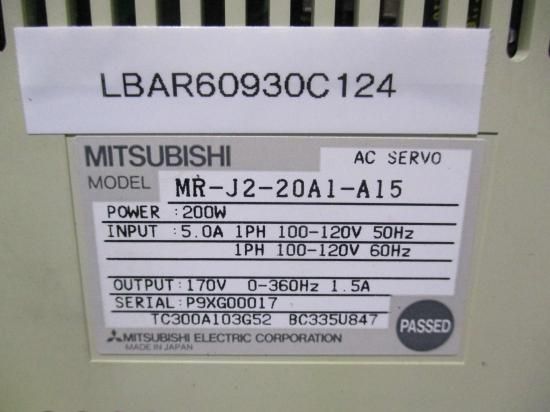 LBAR60930C124
MITSUBISHI AC SERVO
MODEL MR-J2-20A1-A15
POWER :200W
INPUT :5.0A 1PH 100-120V 50Hz
1PH 100-120V 60Hz
OUTPUT:170V 0-360Hz 1.5A
SERIAL:P9XG00017
TC300A103G52 BC335U847
PASSED
MITSUBISHI ELECTRIC CORPORATION
MADE IN JAPAN